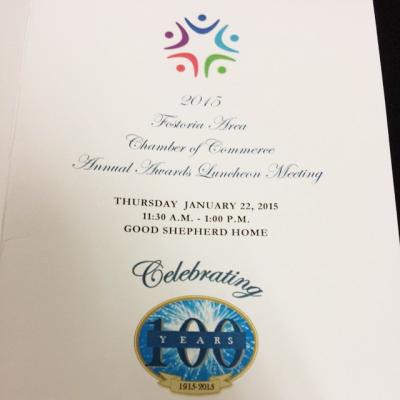 2015
Fostoria Area
Chamber of Commerce
Annual Awards Luncheon Meeting
THURSDAY JANUARY 22, 2015
11:30 A.M. - 1:00 P.M.
GOOD SHEPHERD HOME
Celebrating
100
YEARS
1915-2015